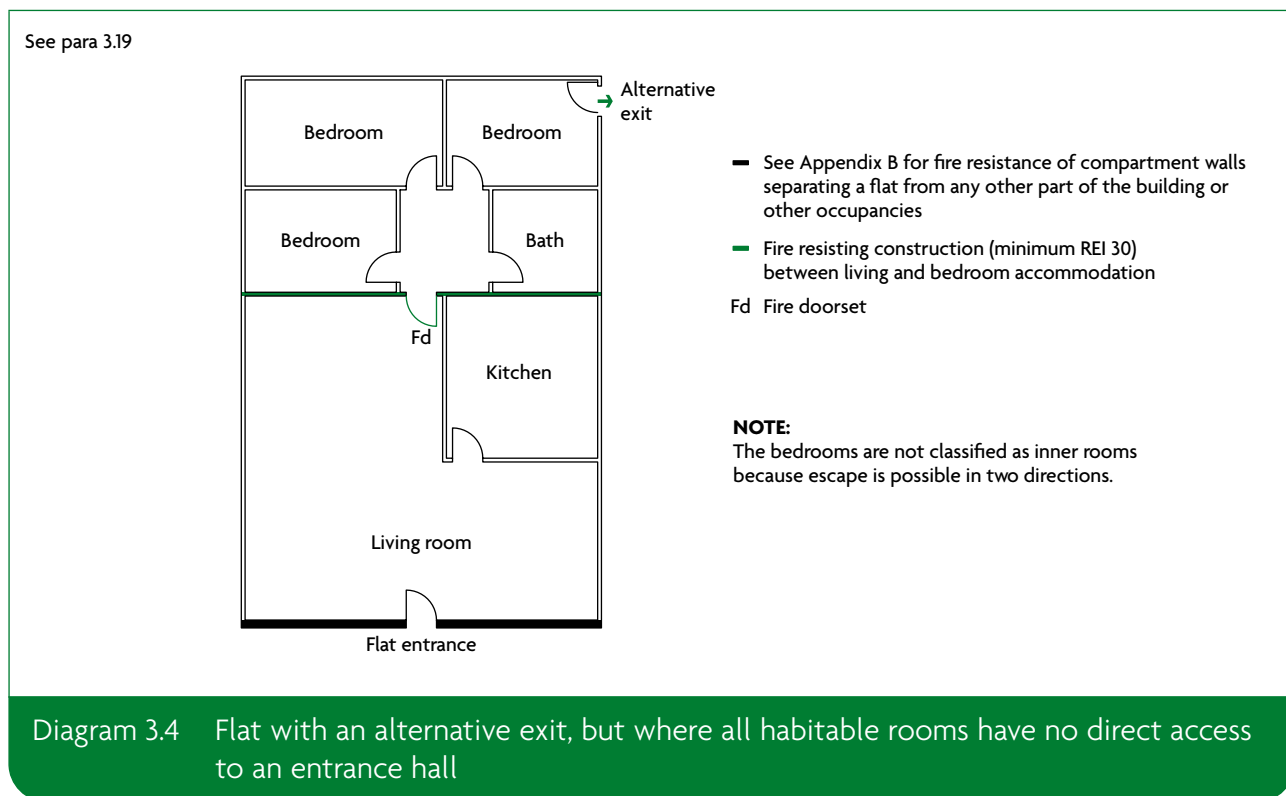 See para 3.19
Alternative
exit
Bedroom
Bedroom
Bedroom
Bath
Fd
Kitchen
Living room
Flat entrance
See Appendix B for fire resistance of compartment walls
separating a flat from any other part of the building or
other occupancies
Fire resisting construction (minimum REI 30)
between living and bedroom accommodation
Fd Fire doorset
NOTE:
The bedrooms are not classified as inner rooms
because escape is possible in two directions.
Diagram 3.4 Flat with an alternative exit, but where all habitable rooms have no direct access
to an entrance hall